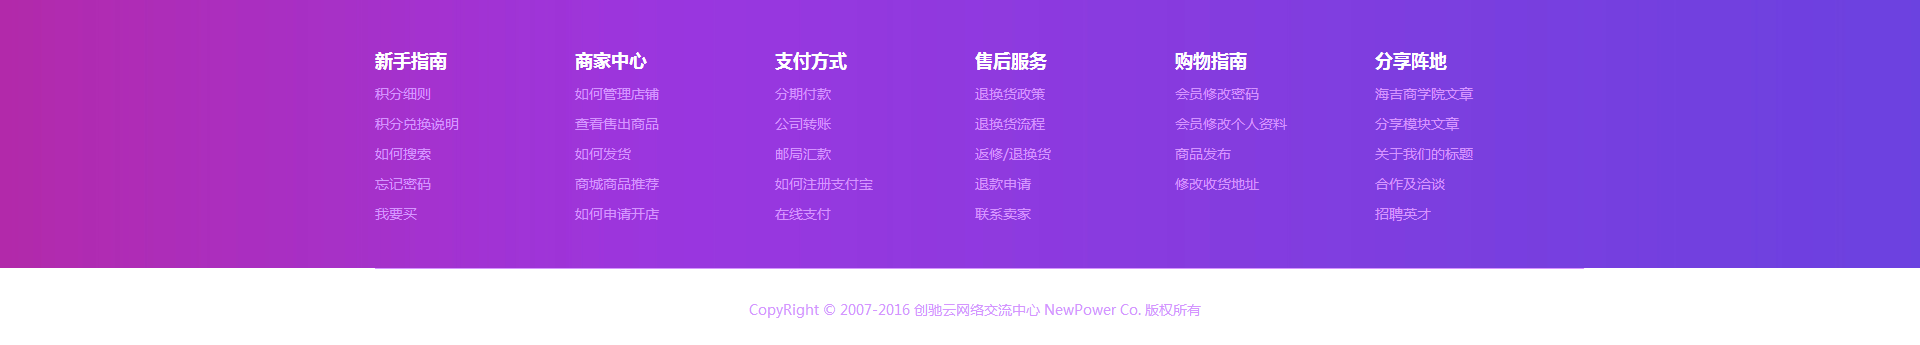 新手指南
积分细则
积分兑换说明
如何搜索
忘记密码
我要买
商家中心
如何管理店铺
查看售出商品
如何发货
商城商品推荐
如何申请开店
支付方式
分期付款
公司转账
邮局汇款
如何注册支付宝
在线支付
售后服务
退换货政策
退换货流程
返修/退换货
退款申请
联系卖家
购物指南
会员修改密码
会员修改个人资料
商品发布
修改收货地址
分享阵地
海吉商学院文章
分享模块文章
关于我们的标题
合作及洽谈
招聘英才
CopyRight © 2007-2016 创驰云网络交流中心 NewPower Co. 版权所有